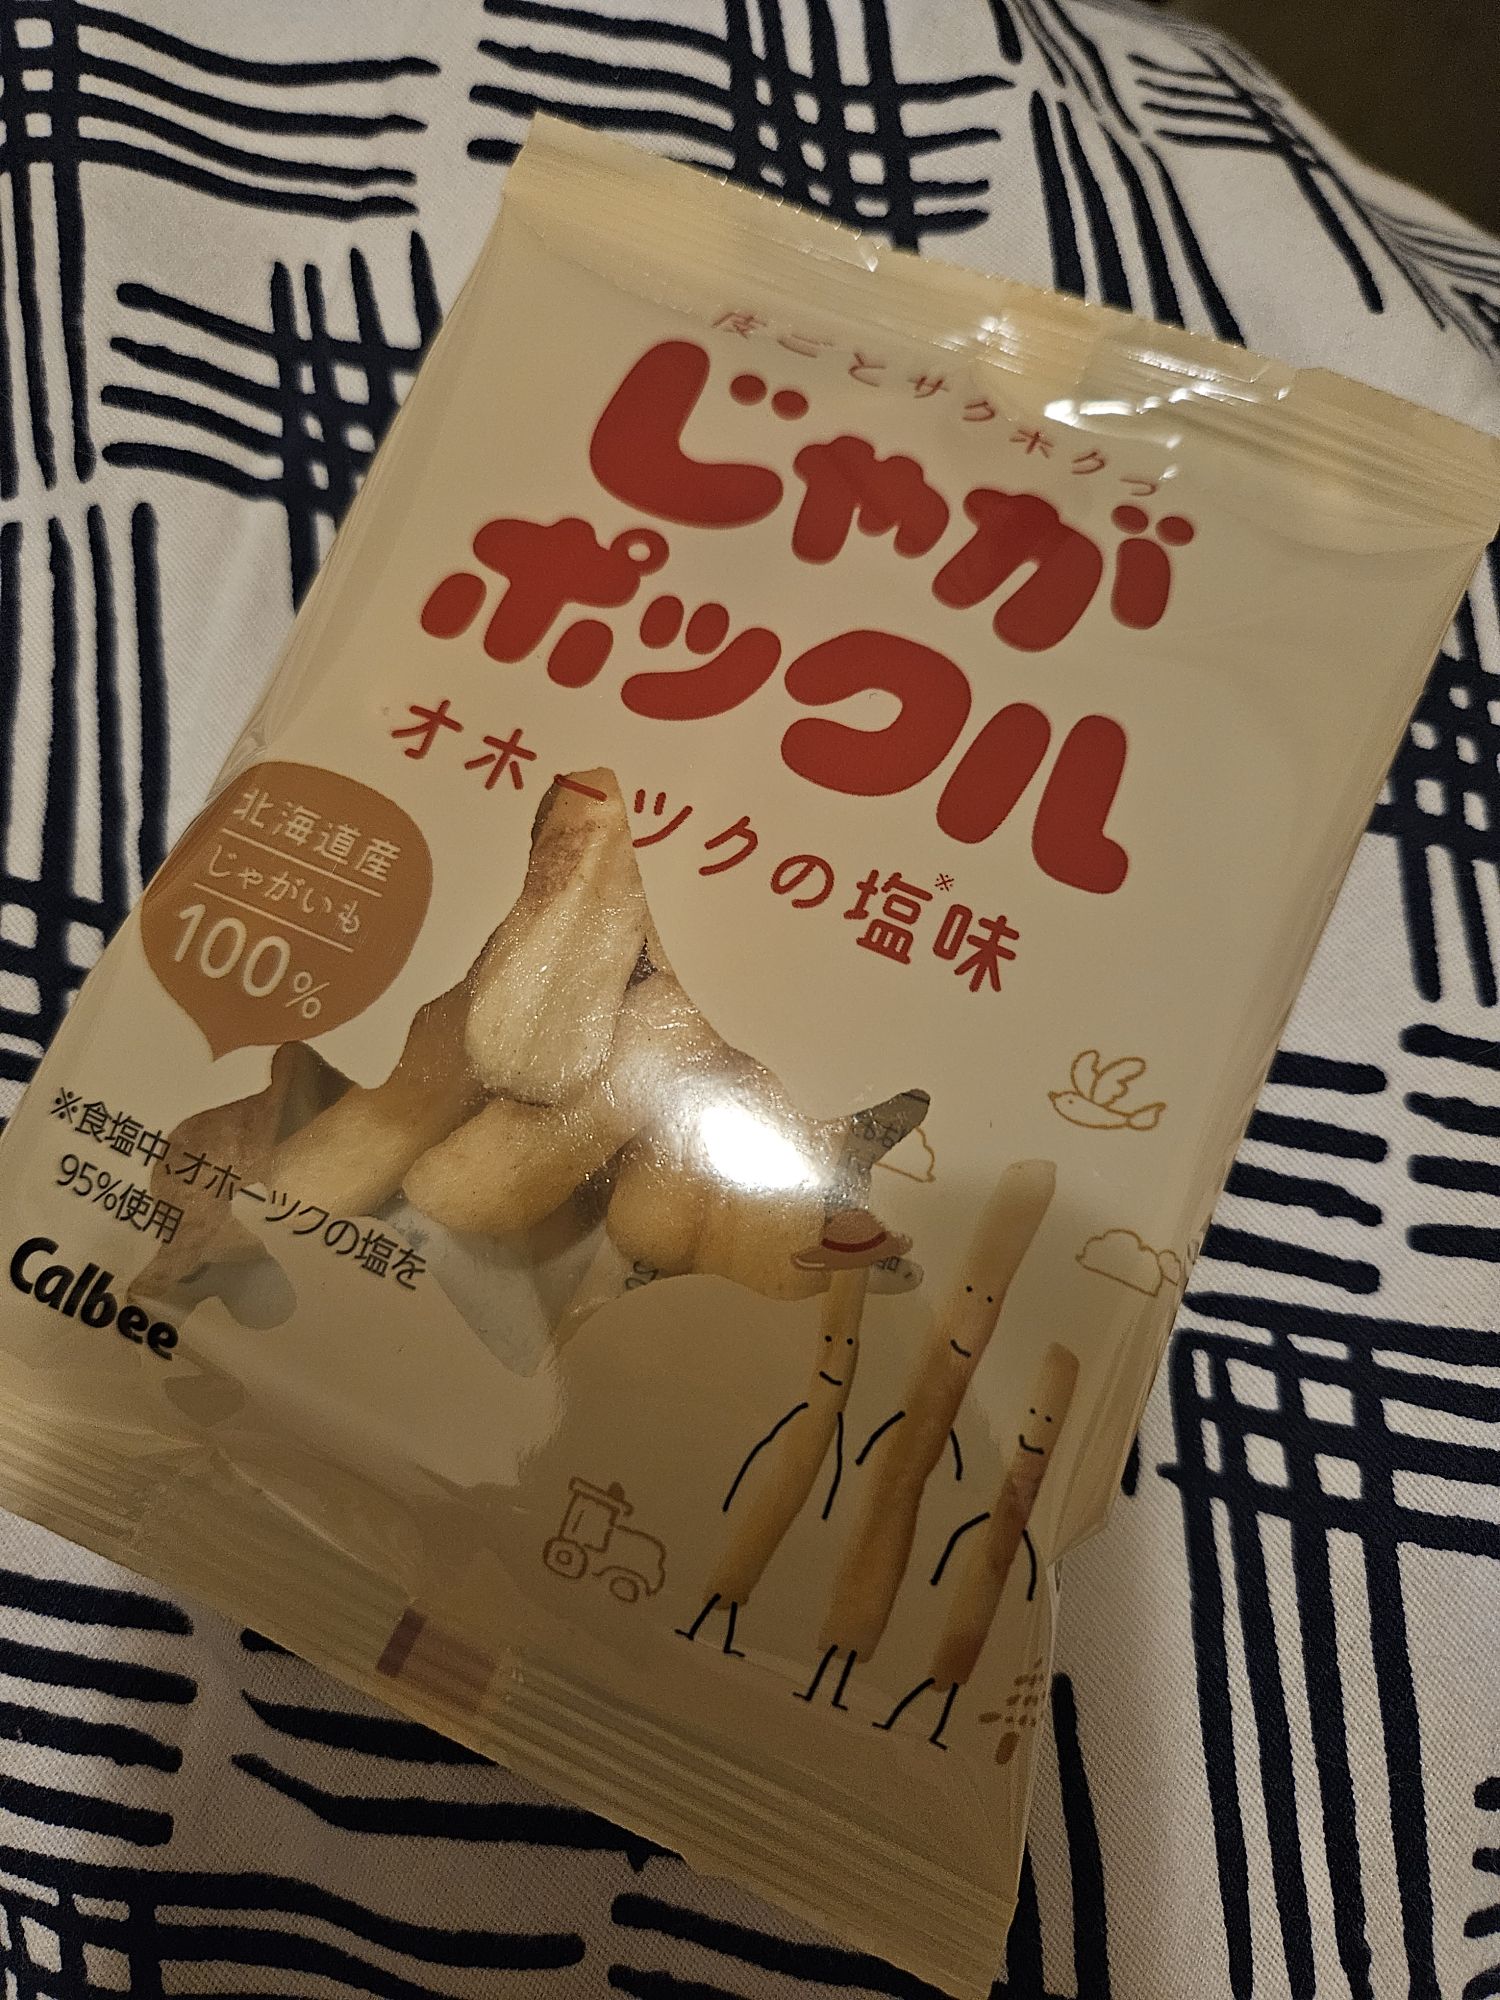 皮ごとサクホクっ
じゃが
ポックル
オホーツクの塩※味
北海道産
じゃがいも
100%
※食塩中、オホーツクの塩を
95%使用
Calbee